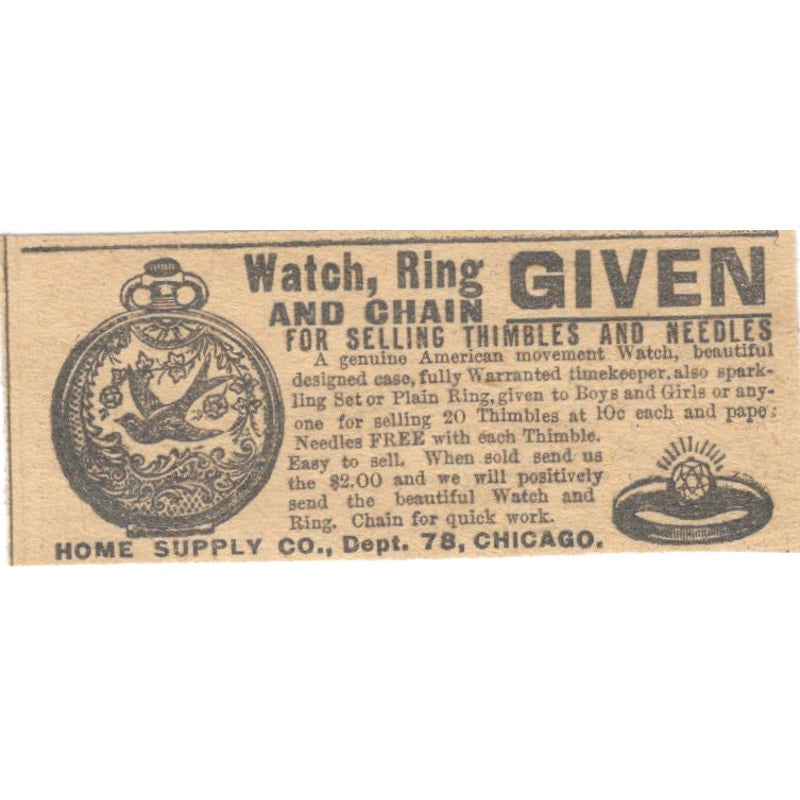 Watch, Ring GIVEN
AND CHAIN
FOR SELLING THIMBLES AND NEEDLES
A genuine American movement Watch, beautiful
designed case, fully Warranted timekeeper, also spark-
ling Set or Plain Ring, given to Boys and Girls or any-
one for selling 20 Thimbles at 10c each and pape:
Needles FREE with each Thimble.
Easy to sell. When sold send us
the $2.00 and we will positively
send the beautiful Watch and
Ring. Chain for quick work.
HOME SUPPLY CO., Dept. 78, CHICAGO.